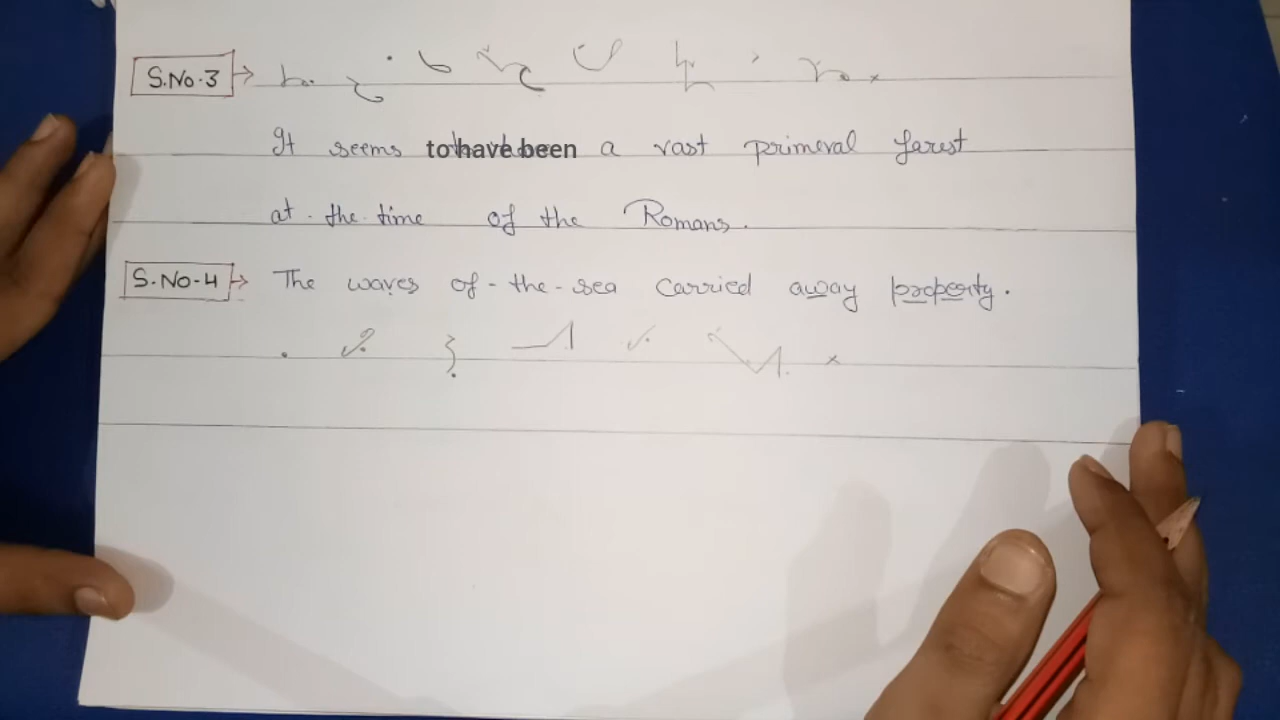 S.No.3 →
It seems to have been a vast primeval farest
at the time of the Romans.
S.No-4 → The waves of-the-sea carried away property.